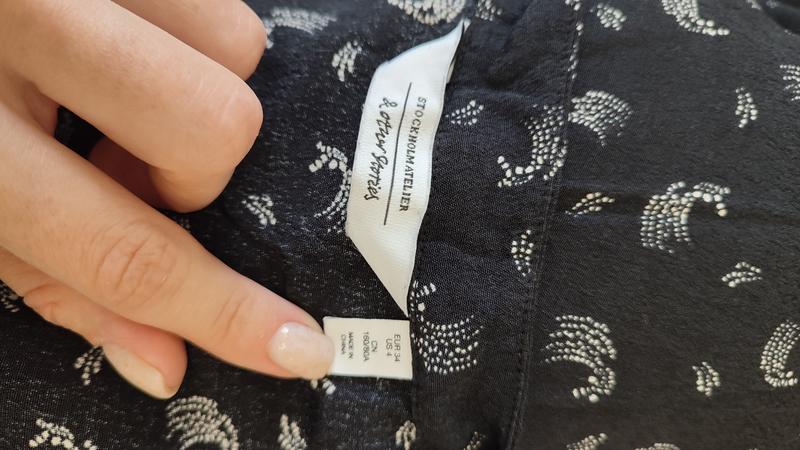 STOCKHOLM ATELIER
& other stories
EUR 34
US 4
CN
160/80A
MADE IN
CHINA